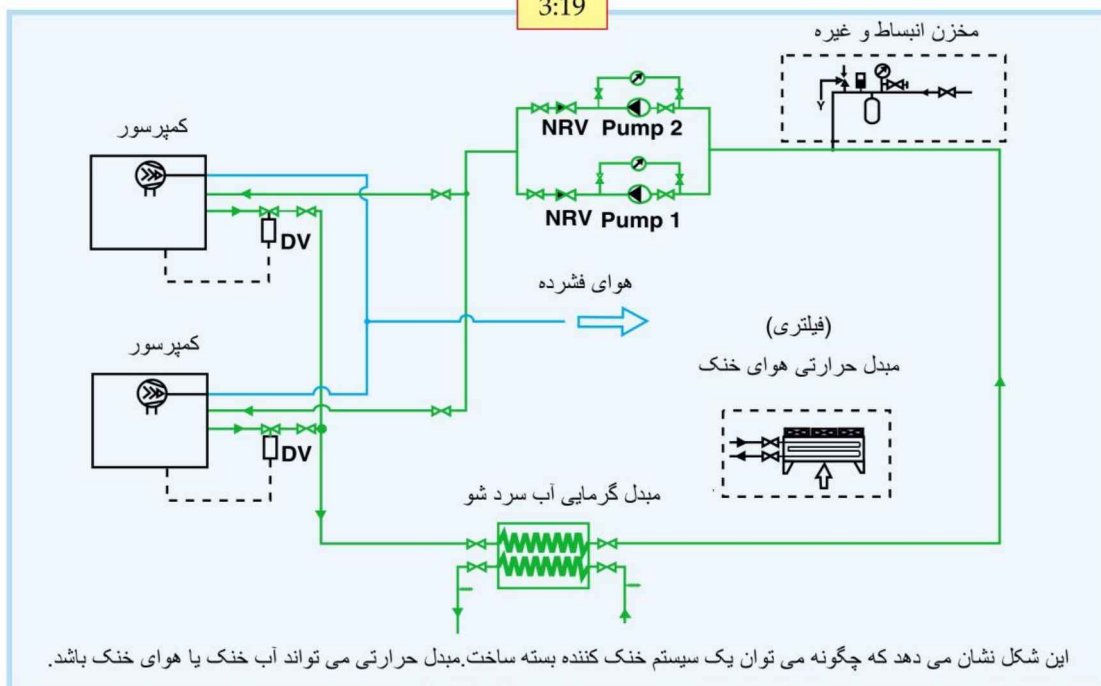 3:19
مخزن انبساط و غیره
Y
کمپرسور
NRV Pump 2
NRV Pump 1
DV
هوای فشرده
(فیلتری)
مبدل حرارتی هوای خنک
کمپرسور
DV
مبدل گرمایی آب سرد شو
این شکل نشان می دهد که چگونه می توان یک سیستم خنک کننده بسته ساخت.مبدل حرارتی می تواند آب خنک یا هوای خنک باشد.